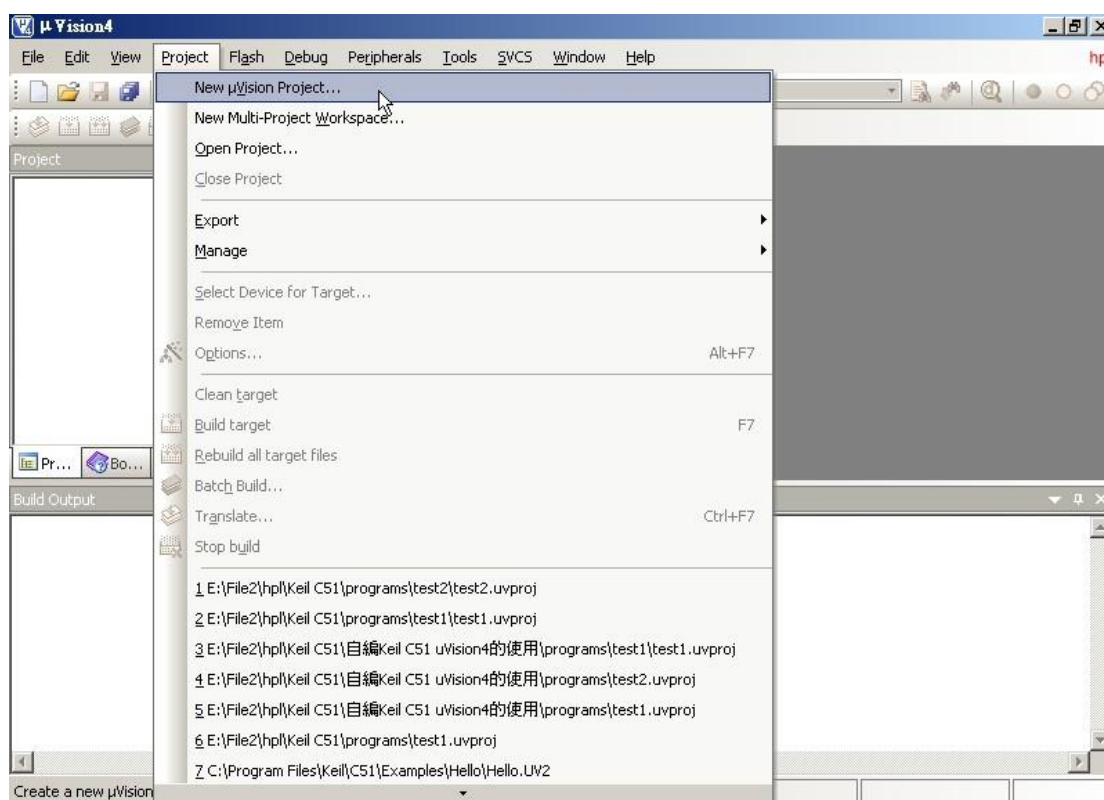 μVision4
File Edit View Project Flash Debug Peripherals Tools SVCS Window Help
hp
New μVision Project...
New Multi-Project Workspace...
Open Project...
Close Project
Project
Export
Manage
Select Device for Target...
Remove Item
Options... Alt+F7
Clean target
Build target F7
Rebuild all target files
Pr... Bo...
Batch Build...
Build Output
Translate... Ctrl+F7
Stop build
1 E:\File2\hpl\Keil C51\programs\test2\test2.uvproj
2 E:\File2\hpl\Keil C51\programs\test1\test1.uvproj
3 E:\File2\hpl\Keil C51\自編Keil C51 uVision4的使用\programs\test1\test1.uvproj
4 E:\File2\hpl\Keil C51\自編Keil C51 uVision4的使用\programs\test2.uvproj
5 E:\File2\hpl\Keil C51\自編Keil C51 uVision4的使用\programs\test1.uvproj
6 E:\File2\hpl\Keil C51\programs\test1.uvproj
7 C:\Program Files\Keil\C51\Examples\Hello\Hello.UV2
Create a new μVision